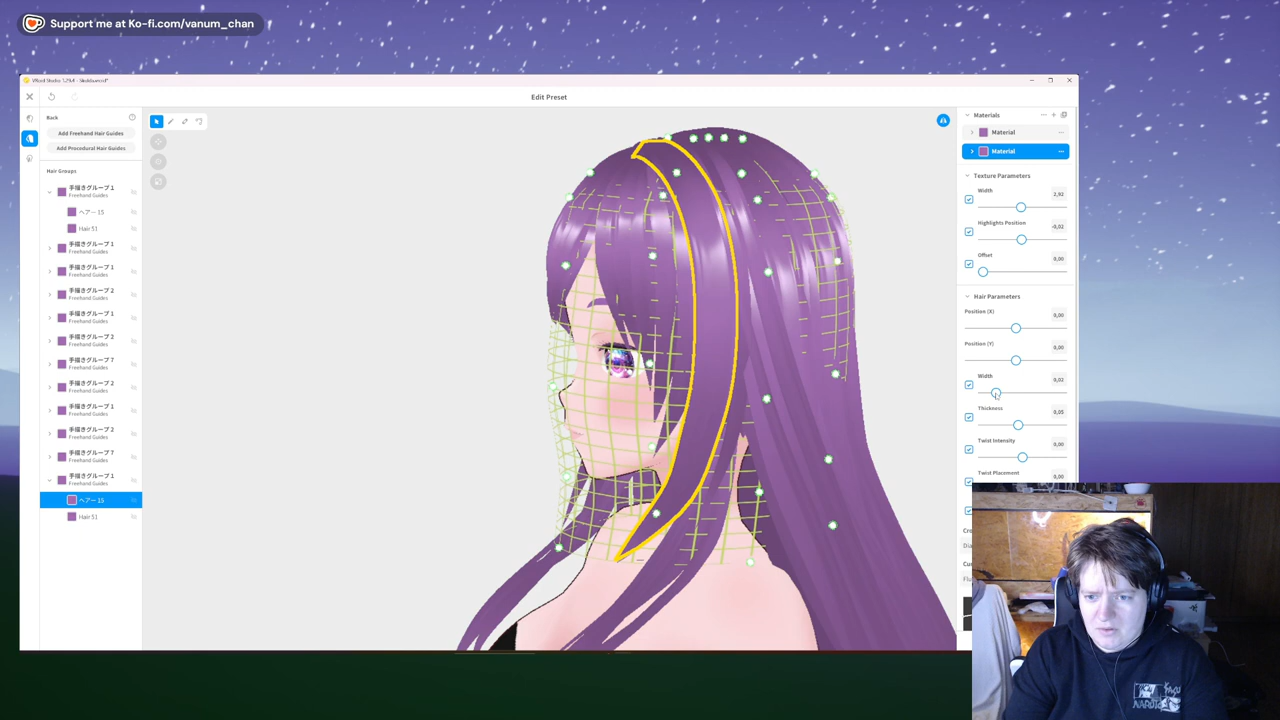 Support me at Ko-fi.com/vanum_chan
Edit Preset
Back
Add Freehand Hair Guides
Add Procedural Hair Guides
Hair Groups
手描きグループ 1
Freehand Guides
ヘアー 15
Hair 51
手描きグループ 1
Freehand Guides
手描きグループ 1
Freehand Guides
手描きグループ 2
Freehand Guides
手描きグループ 1
Freehand Guides
手描きグループ 2
Freehand Guides
手描きグループ 7
Freehand Guides
手描きグループ 2
Freehand Guides
手描きグループ 1
Freehand Guides
手描きグループ 2
Freehand Guides
手描きグループ 7
Freehand Guides
手描きグループ 1
Freehand Guides
ヘアー 15
Hair 51
Materials
Material
Material
Texture Parameters
Width
2,92
Highlights Position
-0,02
Offset
0,00
Hair Parameters
Position (X)
0,00
Position (Y)
0,00
Width
0,02
Thickness
0,05
Twist Intensity
0,00
Twist Placement
0,00
NARUTO